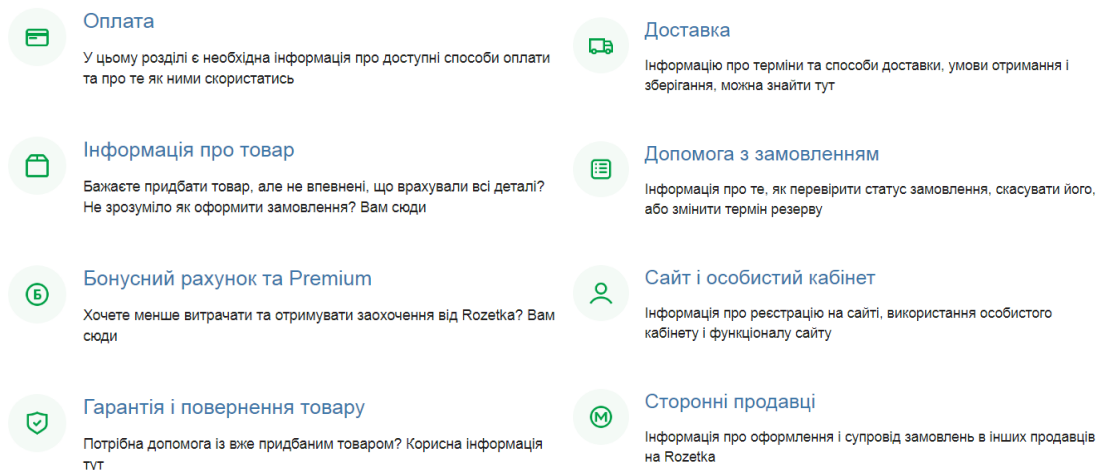 Оплата
У цьому розділі є необхідна інформація про доступні способи оплати
та про те як ними скористатись
Доставка
Інформацію про терміни та способи доставки, умови отримання і
зберігання, можна знайти тут
Інформація про товар
Бажаєте придбати товар, але не впевнені, що врахували всі деталі?
Не зрозуміло як оформити замовлення? Вам сюди
Допомога з замовленням
Інформація про те, як перевірити статус замовлення, скасувати його,
або змінити термін резерву
Б
Бонусний рахунок та Premium
Хочете менше витрачати та отримувати заохочення від Rozetka? Вам
сюди
Сайт і особистий кабінет
Інформація про реєстрацію на сайті, використання особистого
кабінету і функціоналу сайту
Гарантія і повернення товару
Потрібна допомога із вже придбаним товаром? Корисна інформація
тут
М
Сторонні продавці
Інформація про оформлення і супровід замовлень в інших продавців
на Rozetka